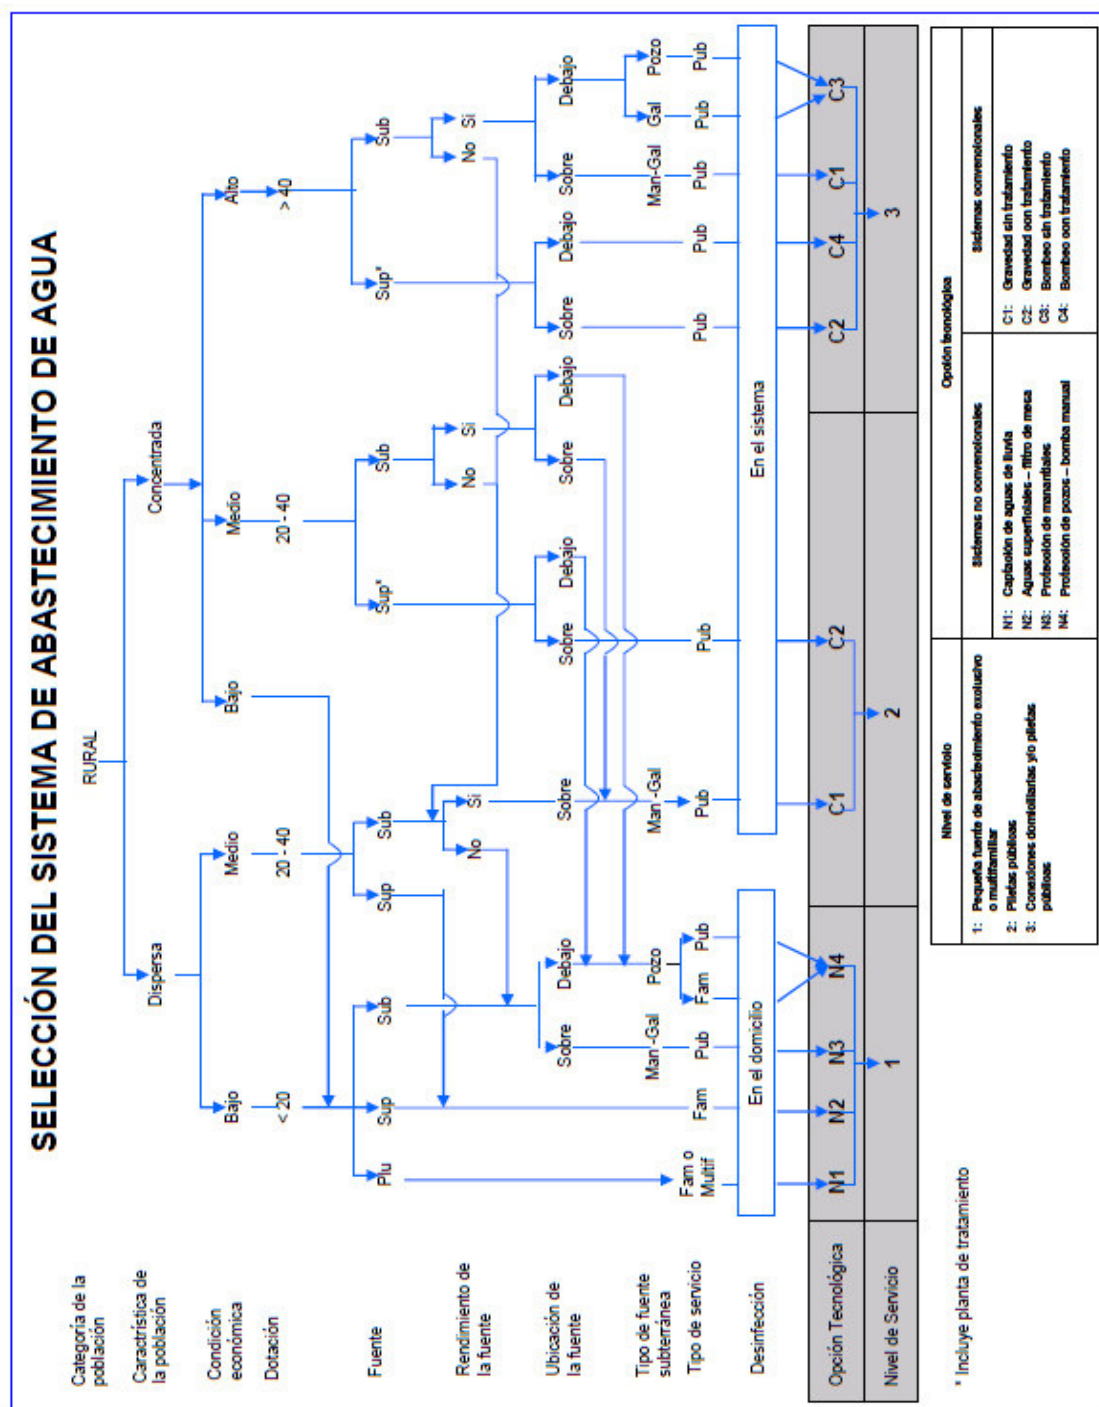 SELECCIÓN DEL SISTEMA DE ABASTECIMIENTO DE AGUA
Categoría de la
población
RURAL
Caractrística de
la población
Dispersa
Concentrada
Condición
económica
Bajo
Medio
Bajo
Medio
Alto
Dotación
< 20
20 - 40
20 - 40
> 40
Fuente
Plu
Sup
Sub
Sup
Sub
Sup*
Sub
Sup*
Sub
Rendimiento de
la fuente
No
Si
No
Si
No
Si
Ubicación de
la fuente
Sobre
Debajo
Sobre
Sobre
Debajo
Sobre
Debajo
Sobre
Debajo
Sobre
Debajo
Tipo de fuente
subterránea
Man -Gal
Pozo
Man -Gal
Man-Gal
Gal
Pozo
Tipo de servicio
Fam o
Multif
Fam
Pub
Fam
Pub
Pub
Pub
Pub
Pub
Pub
Pub
Pub
Desinfección
En el domicilio
En el sistema
Opción Tecnológica
N1
N2
N3
N4
C1
C2
C2
C4
C1
C3
Nivel de Servicio
1
2
3
* Incluye planta de tratamiento
Nivel de servicio
1: Pequeña fuente de abastecimiento exclusivo
o multifamiliar
2: Piletas públicas
3: Conexiones domiciliarias y/o piletas
públicas
Opción tecnológica
Sistemas no convencionales
N1: Captación de aguas de lluvia
N2: Aguas superficiales – filtro de mesa
N3: Protección de manantiales
N4: Protección de pozos – bomba manual
Sistemas convencionales
C1: Gravedad sin tratamiento
C2: Gravedad con tratamiento
C3: Bombeo sin tratamiento
C4: Bombeo con tratamiento